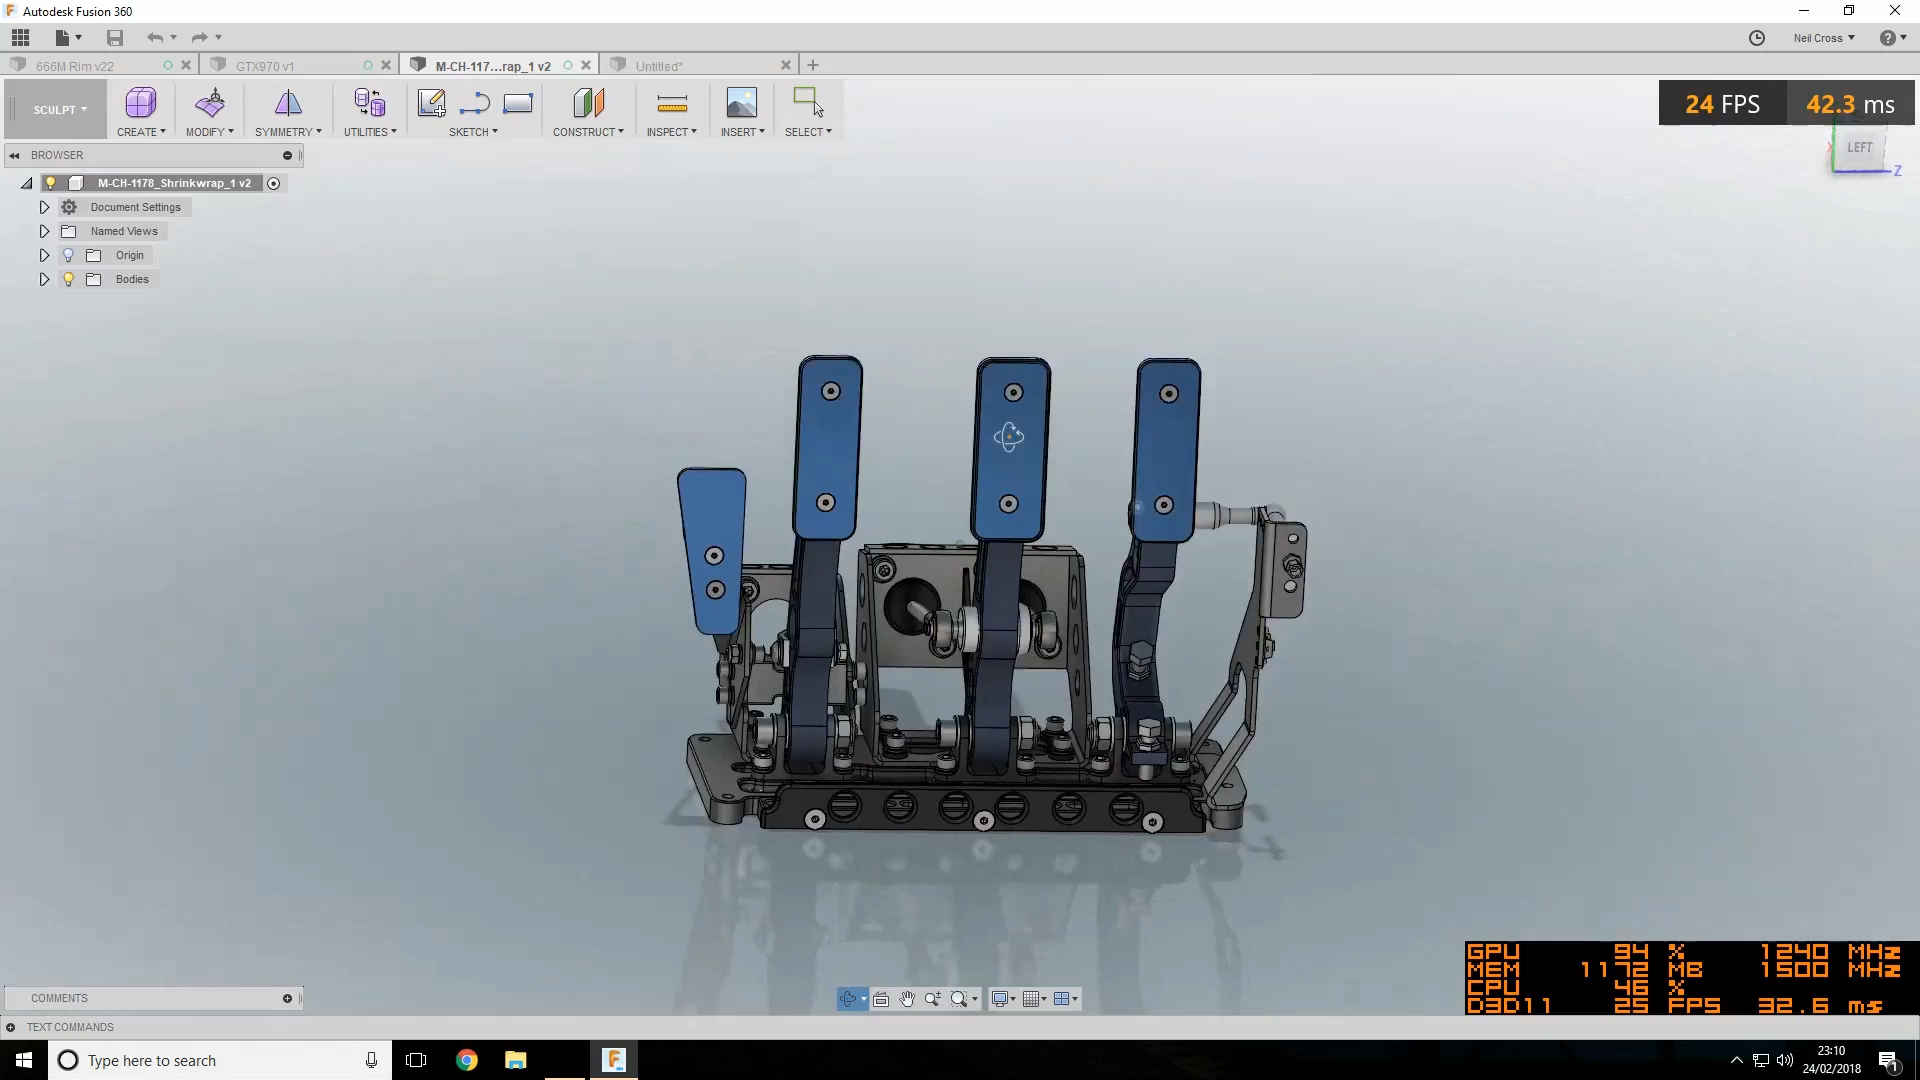 Autodesk Fusion 360
Neil Cross
666M Rim v22
GTX970 v1
M-CH-117...rap_1 v2
Untitled*
SCULPT
CREATE
MODIFY
SYMMETRY
UTILITIES
SKETCH
CONSTRUCT
INSPECT
INSERT
SELECT
24 FPS 42.3 ms
LEFT
X
Z
BROWSER
M-CH-1178_Shrinkwrap_1 v2
Document Settings
Named Views
Origin
Bodies
GPU 94 % 1240 MHz
MEM 1172 MB 1500 MHz
CPU 46 %
D3D11 25 FPS 32.6 ms
COMMENTS
TEXT COMMANDS
Type here to search
23:10
24/02/2018
1